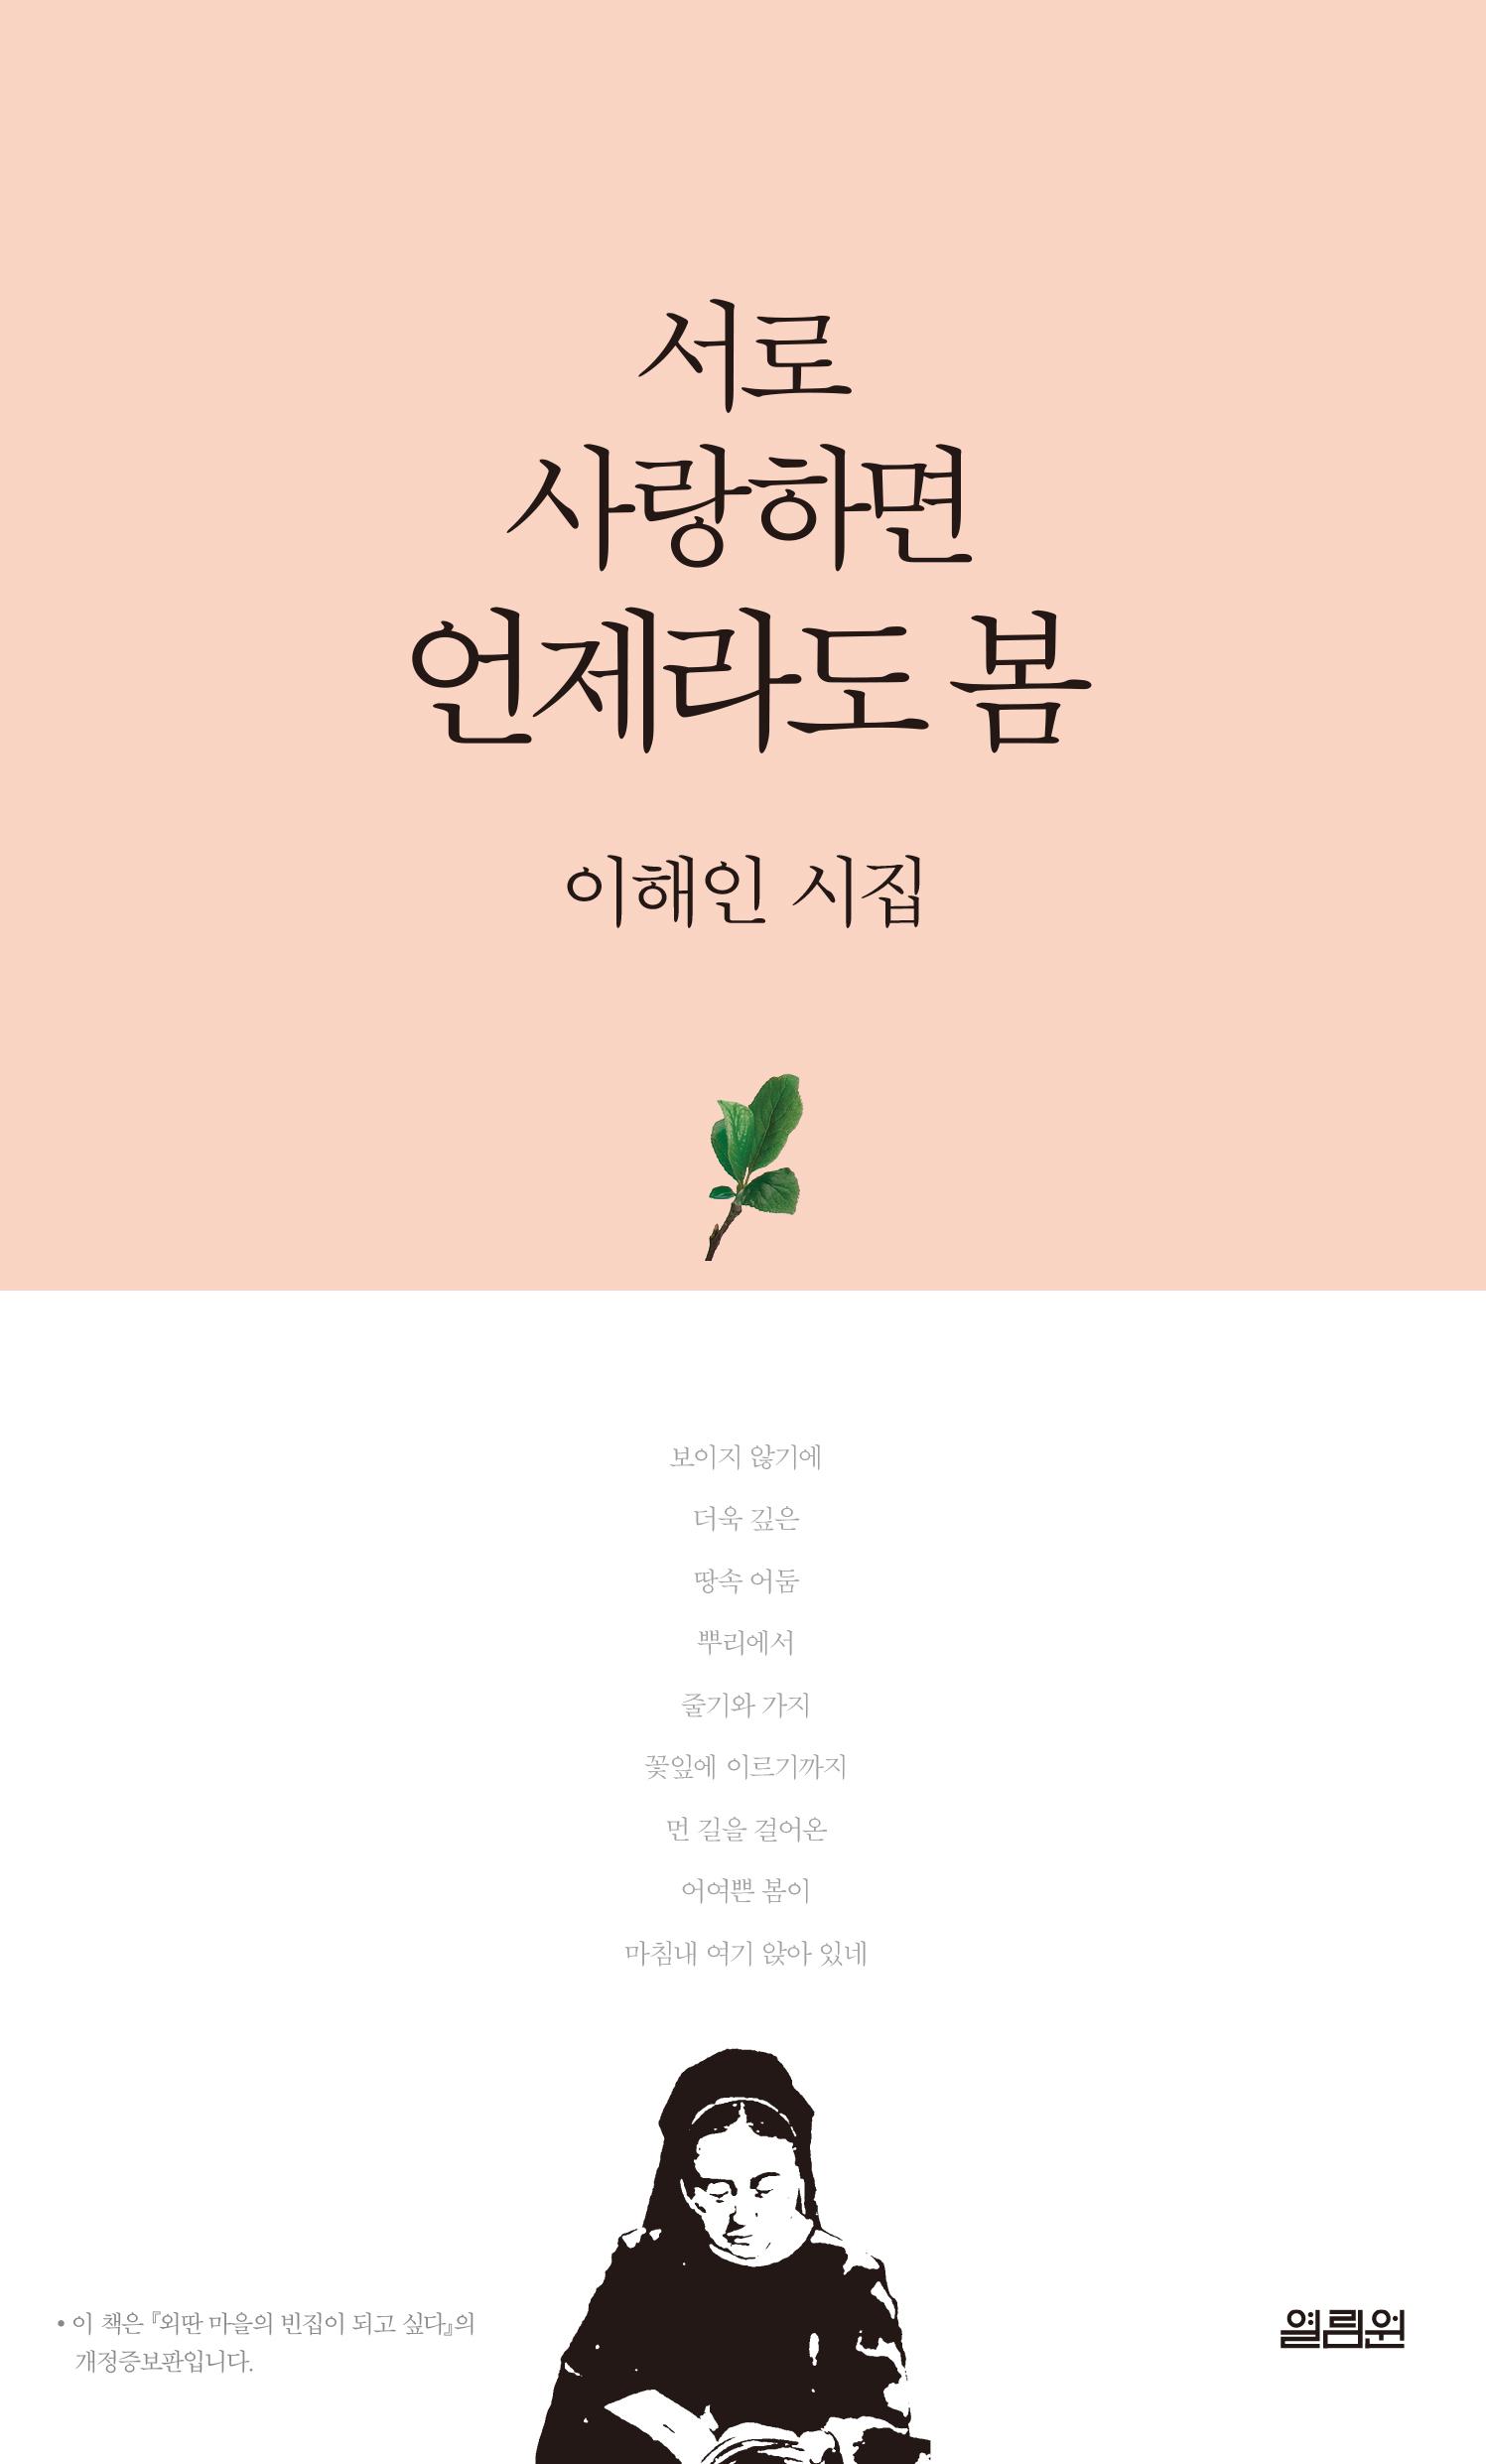 서로
사랑하면
언제라도 봄
이해인 시집
보이지 않기에
더욱 깊은
땅속 어둠
뿌리에서
줄기와 가지
꽃잎에 이르기까지
먼 길을 걸어온
어여쁜 봄이
마침내 여기 앉아 있네
• 이 책은 『외딴 마을의 빈집이 되고 싶다』의
개정증보판입니다.
열림원